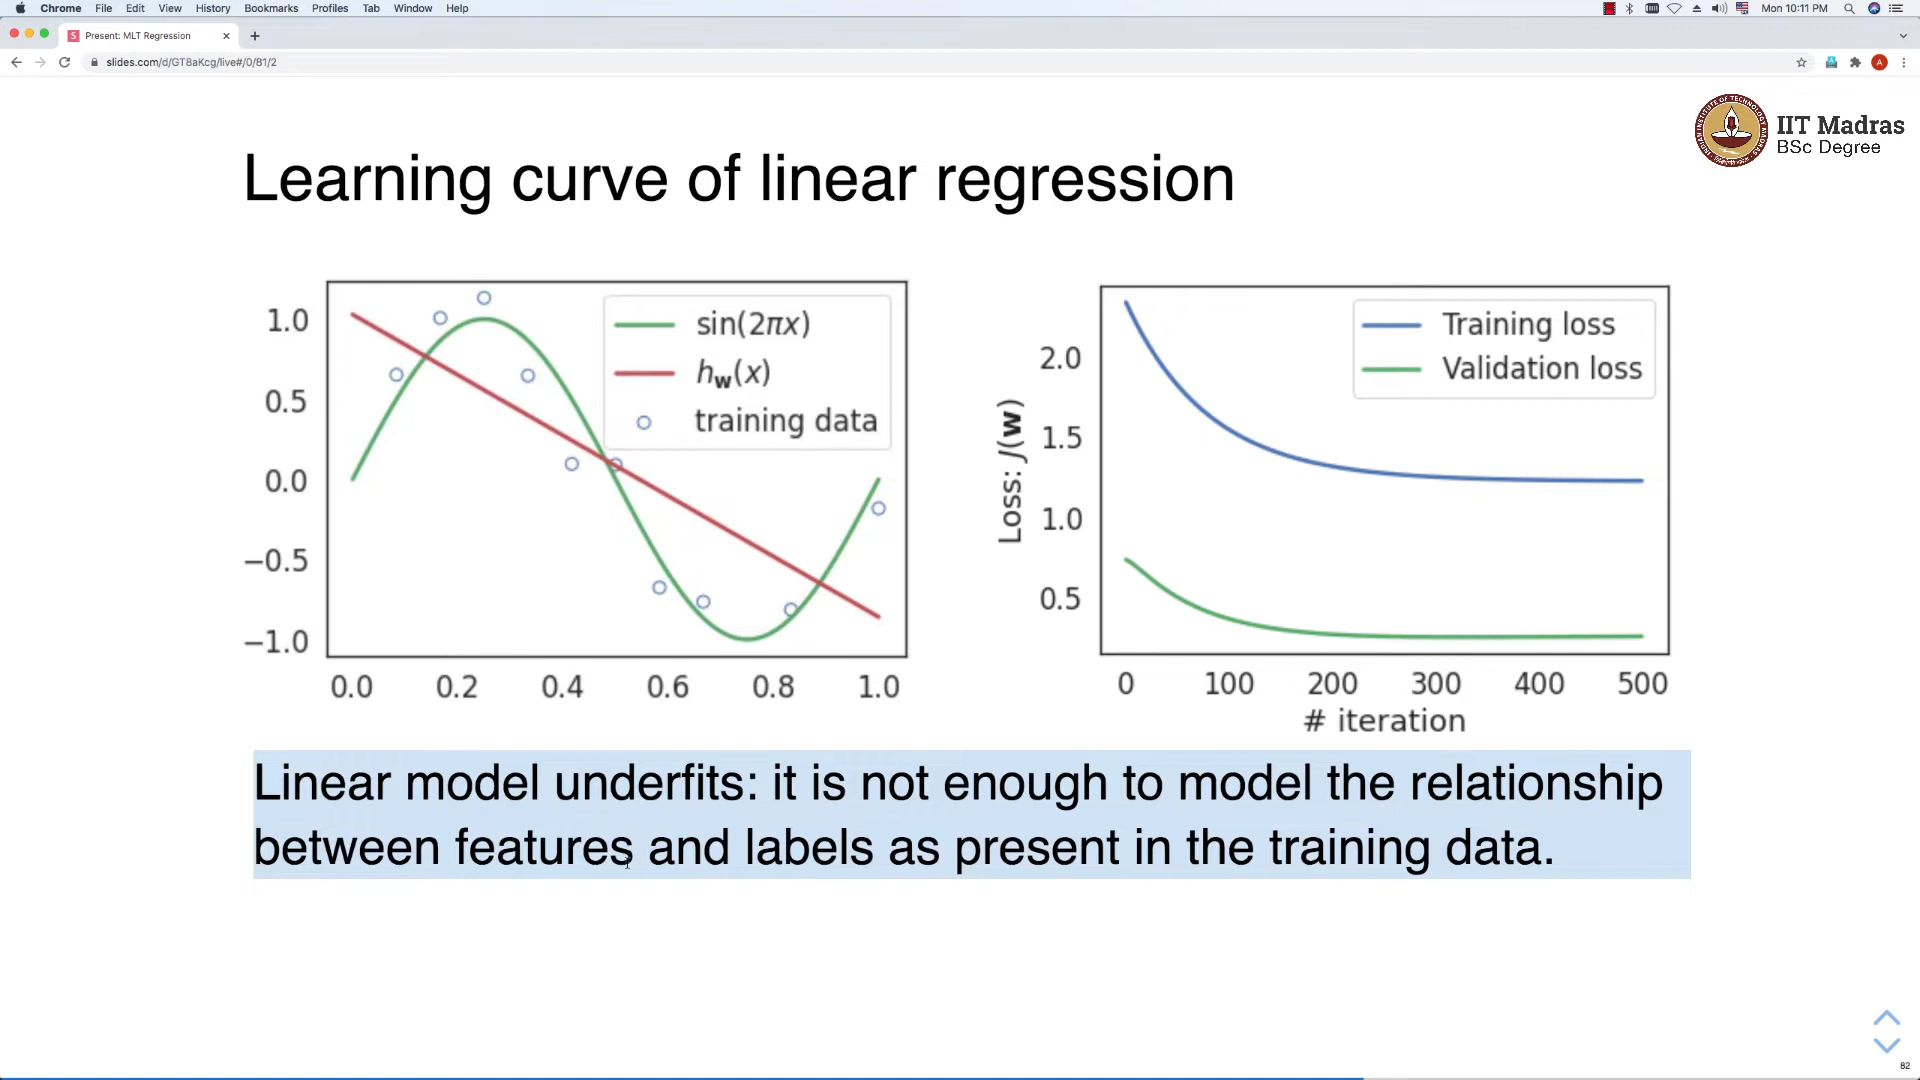 Chrome File Edit View History Bookmarks Profiles Tab Window Help Mon 10:11 PM
S Present: MLT Regression
slides.com/d/GT8aKcg/live#/0/81/2
A
IIT Madras
BSc Degree
Learning curve of linear regression
1.0
0.5
0.0
−0.5
−1.0
0.0 0.2 0.4 0.6 0.8 1.0
sin(2πx)
h_w(x)
training data
Loss: J(w)
2.0
1.5
1.0
0.5
0 100 200 300 400 500
# iteration
Training loss
Validation loss
Linear model underfits: it is not enough to model the relationship
between features and labels as present in the training data.
82